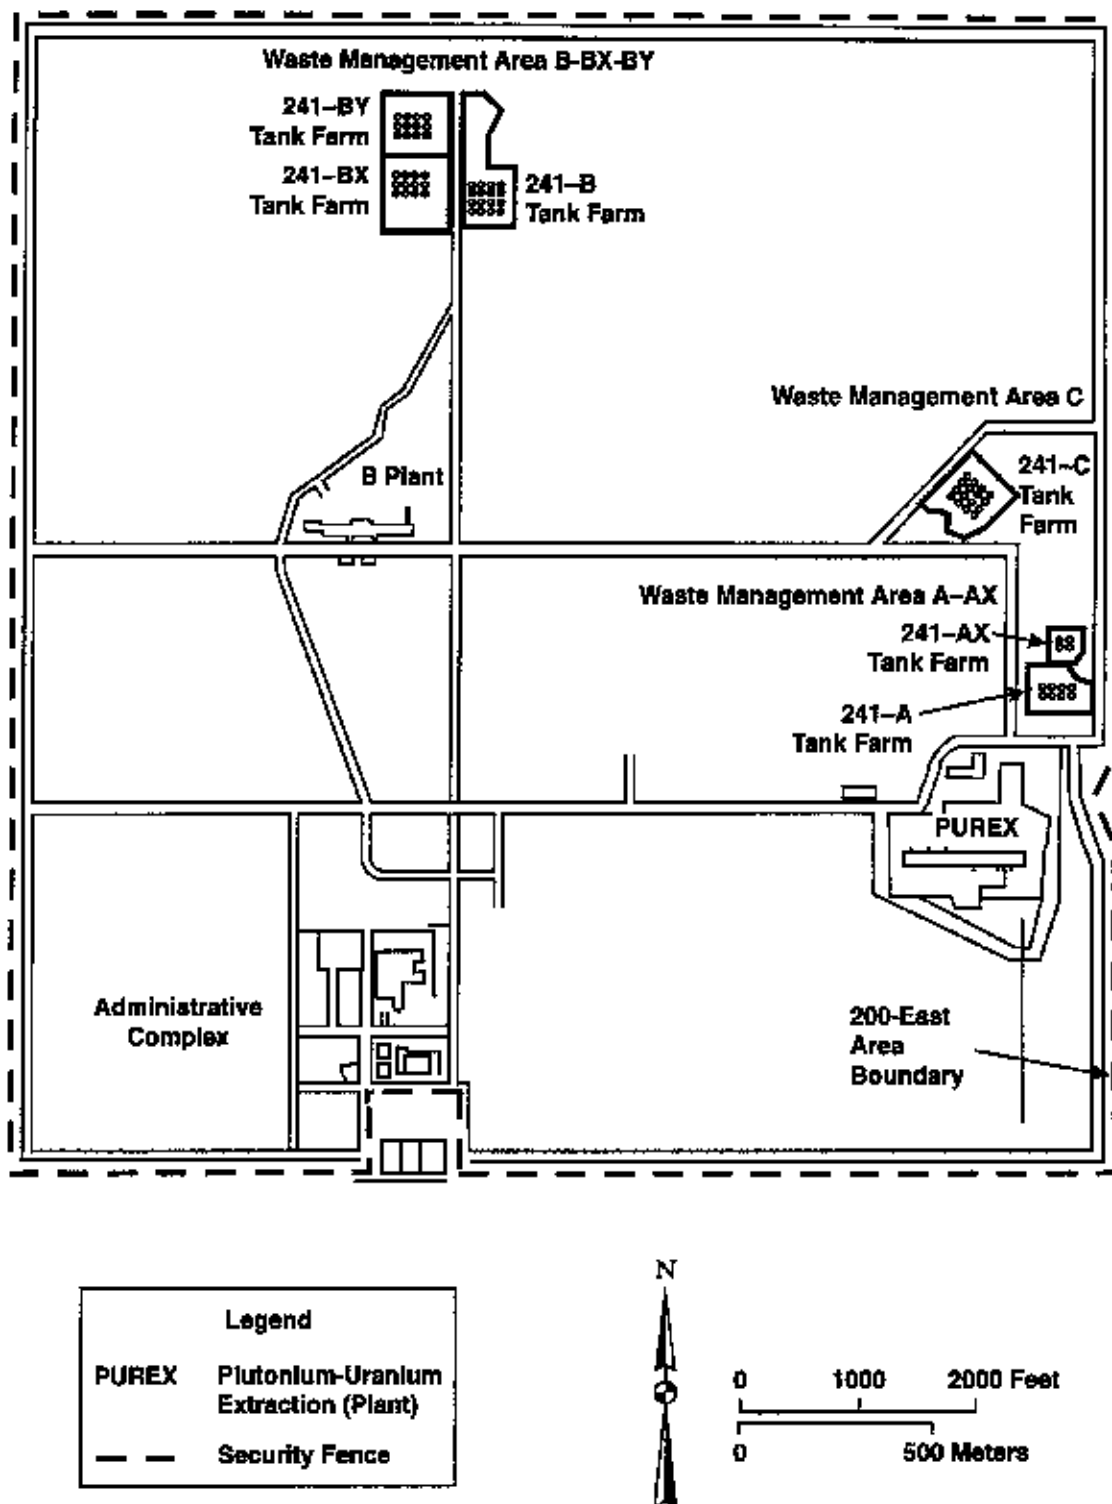 Waste Management Area B-BX-BY
241–BY
Tank Farm
241–BX
Tank Farm
241–B
Tank Farm
Waste Management Area C
B Plant
241–C
Tank
Farm
Waste Management Area A–AX
241–AX
Tank Farm
241–A
Tank Farm
PUREX
Administrative
Complex
200-East
Area
Boundary
N
Legend
PUREX Plutonium-Uranium
Extraction (Plant)
Security Fence
0 1000 2000 Feet
0 500 Meters